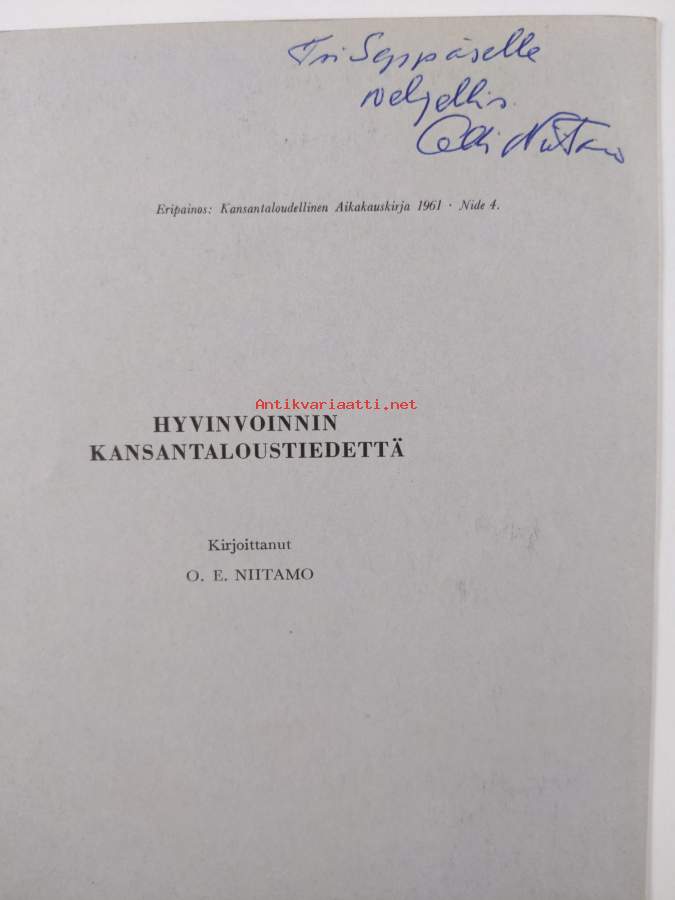 Tri Seppäselle
veljellis.
Olli Niitamo
Eripainos: Kansantaloudellinen Aikakauskirja 1961 · Nide 4.
Antikvariaatti.net
HYVINVOINNIN
KANSANTALOUSTIEDETTÄ
Kirjoittanut
O. E. NIITAMO